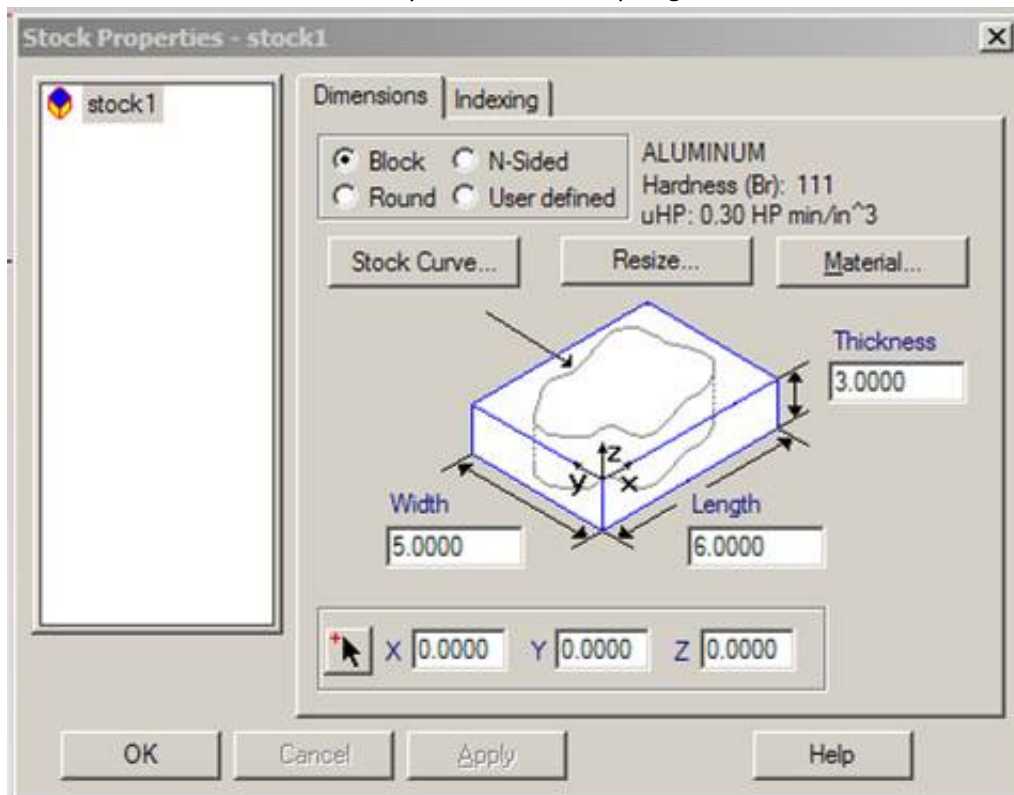 Stock Properties - stock1
stock1
Dimensions Indexing
Block N-Sided
Round User defined
ALUMINUM
Hardness (Br): 111
uHP: 0.30 HP min/in^3
Stock Curve... Resize... Material...
Thickness
3.0000
z
y x
Width
5.0000
Length
6.0000
X 0.0000 Y 0.0000 Z 0.0000
OK Cancel Apply Help